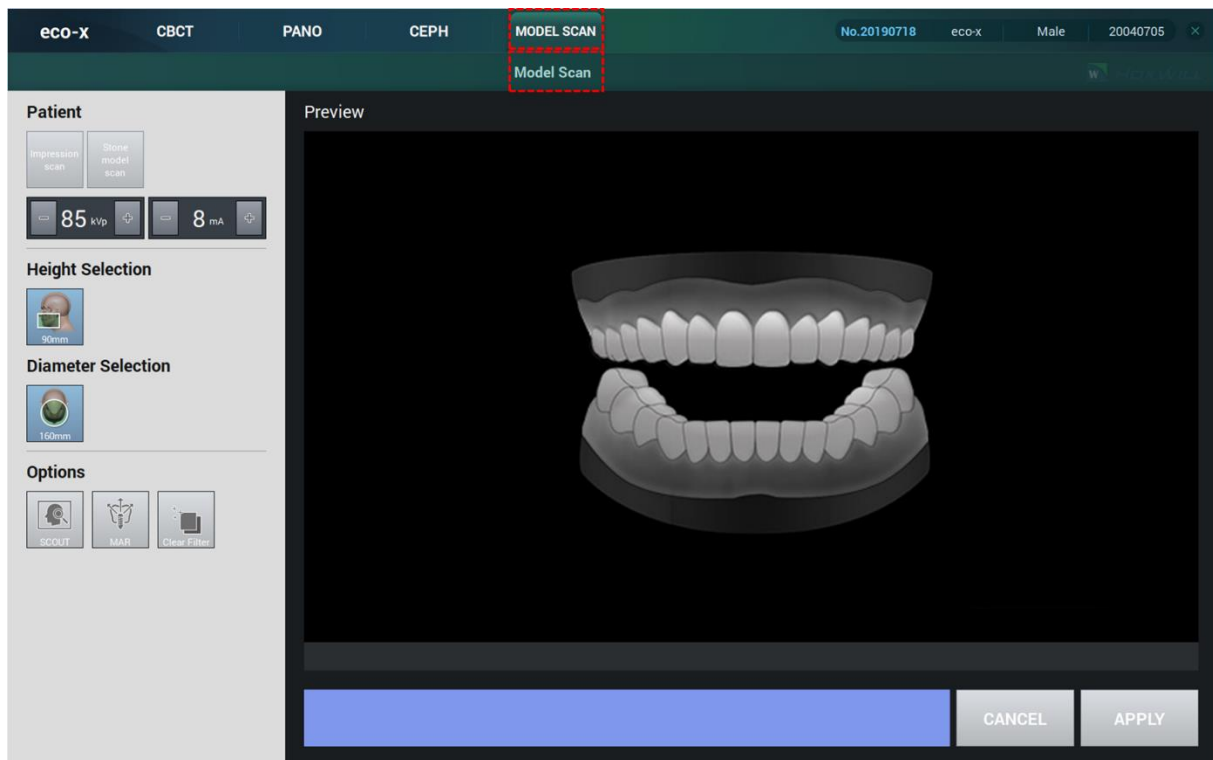 eco-x CBCT PANO CEPH MODEL SCAN No.20190718 eco-x Male 20040705 ×
Model Scan
Patient
Preview
Impression
scan
Stone
model
scan
- 85 kVp + - 8 mA +
Height Selection
90mm
Diameter Selection
160mm
Options
SCOUT MAR Clear Filter
CANCEL APPLY